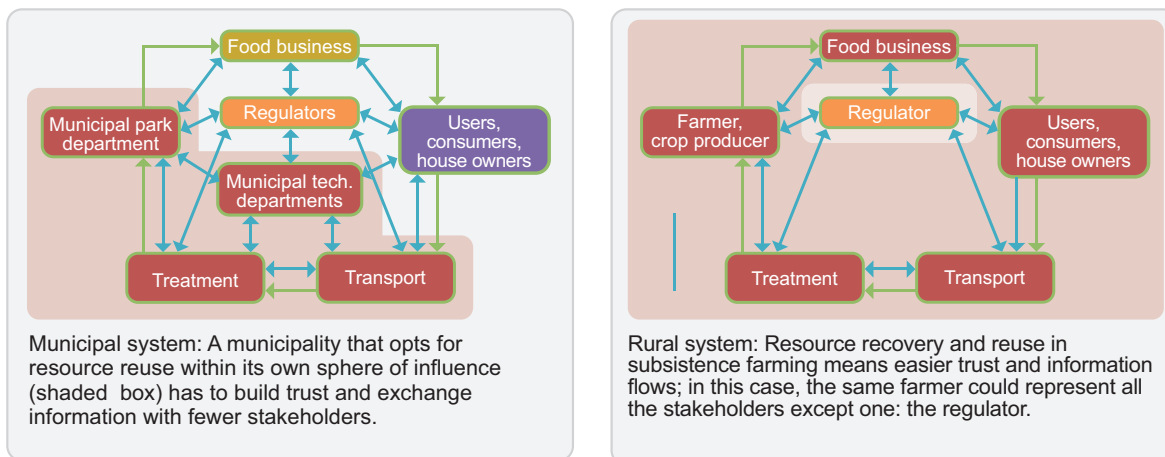 Food business
Regulators
Municipal park
department
Users,
consumers,
house owners
Municipal tech.
departments
Treatment
Transport
Municipal system: A municipality that opts for
resource reuse within its own sphere of influence
(shaded box) has to build trust and exchange
information with fewer stakeholders.
Food business
Regulator
Farmer,
crop producer
Users,
consumers,
house owners
Treatment
Transport
Rural system: Resource recovery and reuse in
subsistence farming means easier trust and information
flows; in this case, the same farmer could represent all
the stakeholders except one: the regulator.